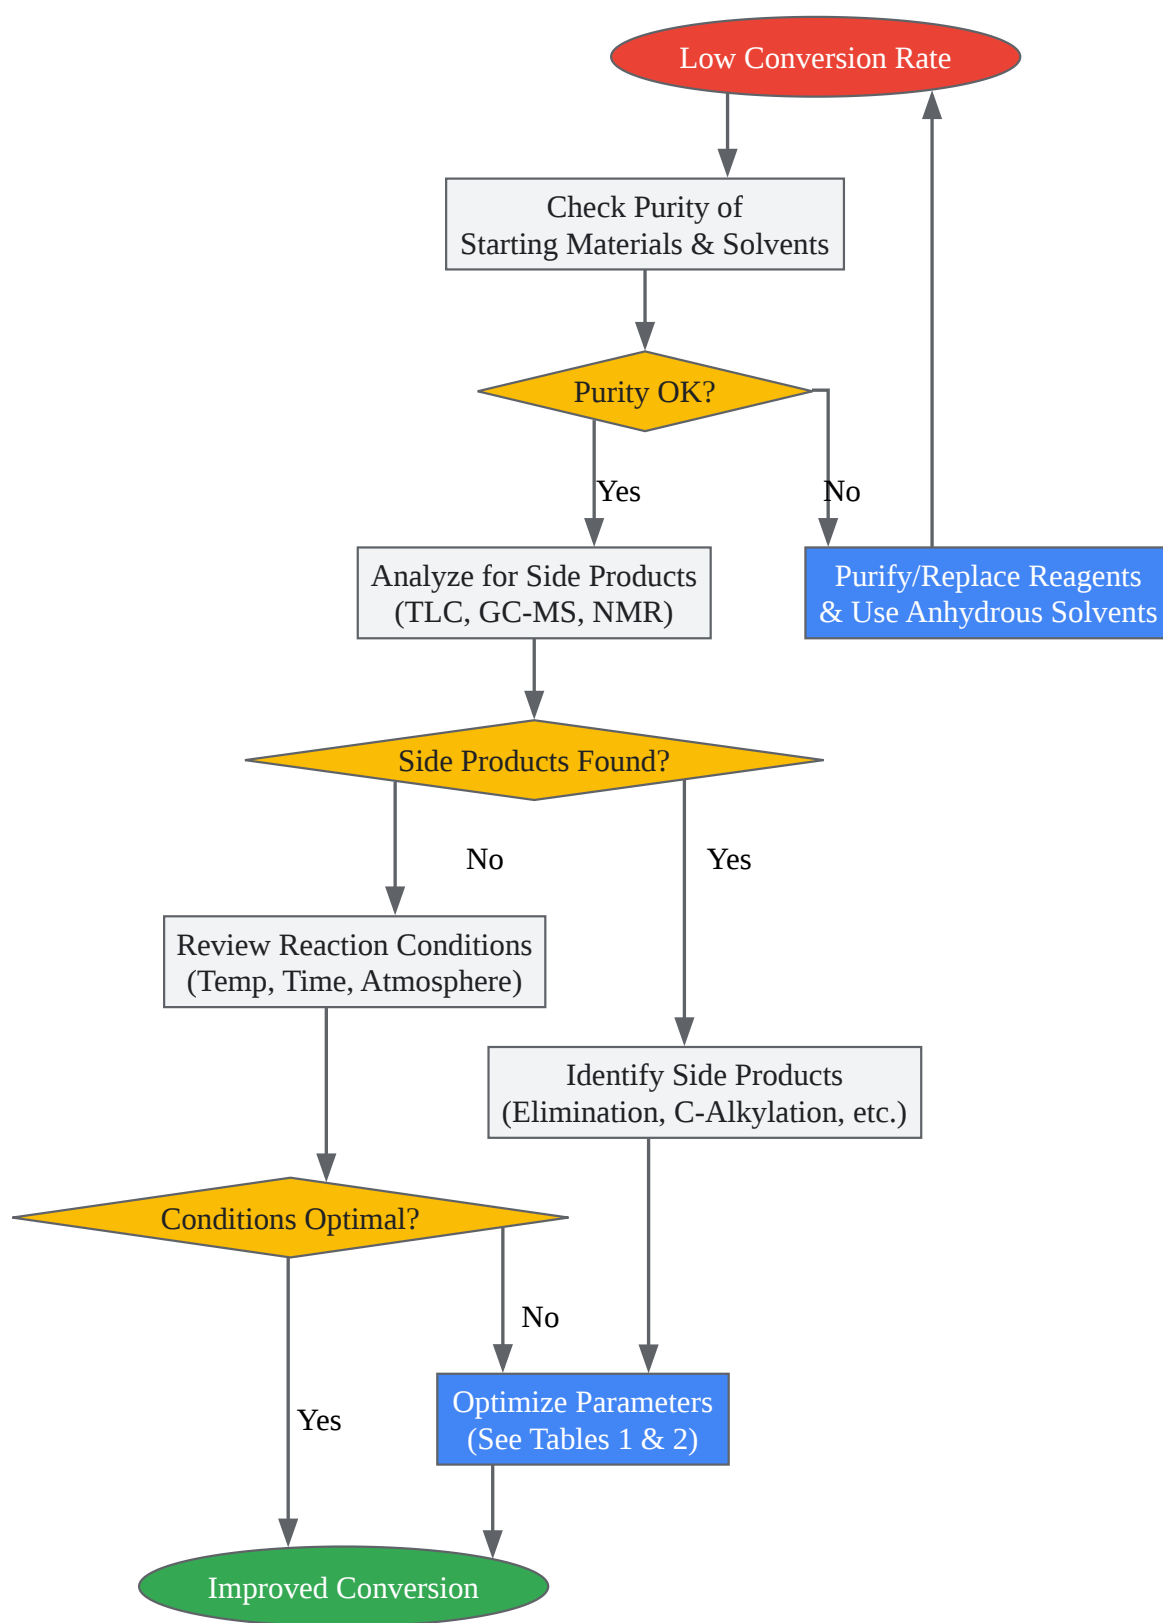 Low Conversion Rate
Check Purity of
Starting Materials & Solvents
Purity OK?
Yes
No
Analyze for Side Products
(TLC, GC-MS, NMR)
Purify/Replace Reagents
& Use Anhydrous Solvents
Side Products Found?
No
Yes
Review Reaction Conditions
(Temp, Time, Atmosphere)
Identify Side Products
(Elimination, C-Alkylation, etc.)
Conditions Optimal?
No
Yes
Optimize Parameters
(See Tables 1 & 2)
Improved Conversion